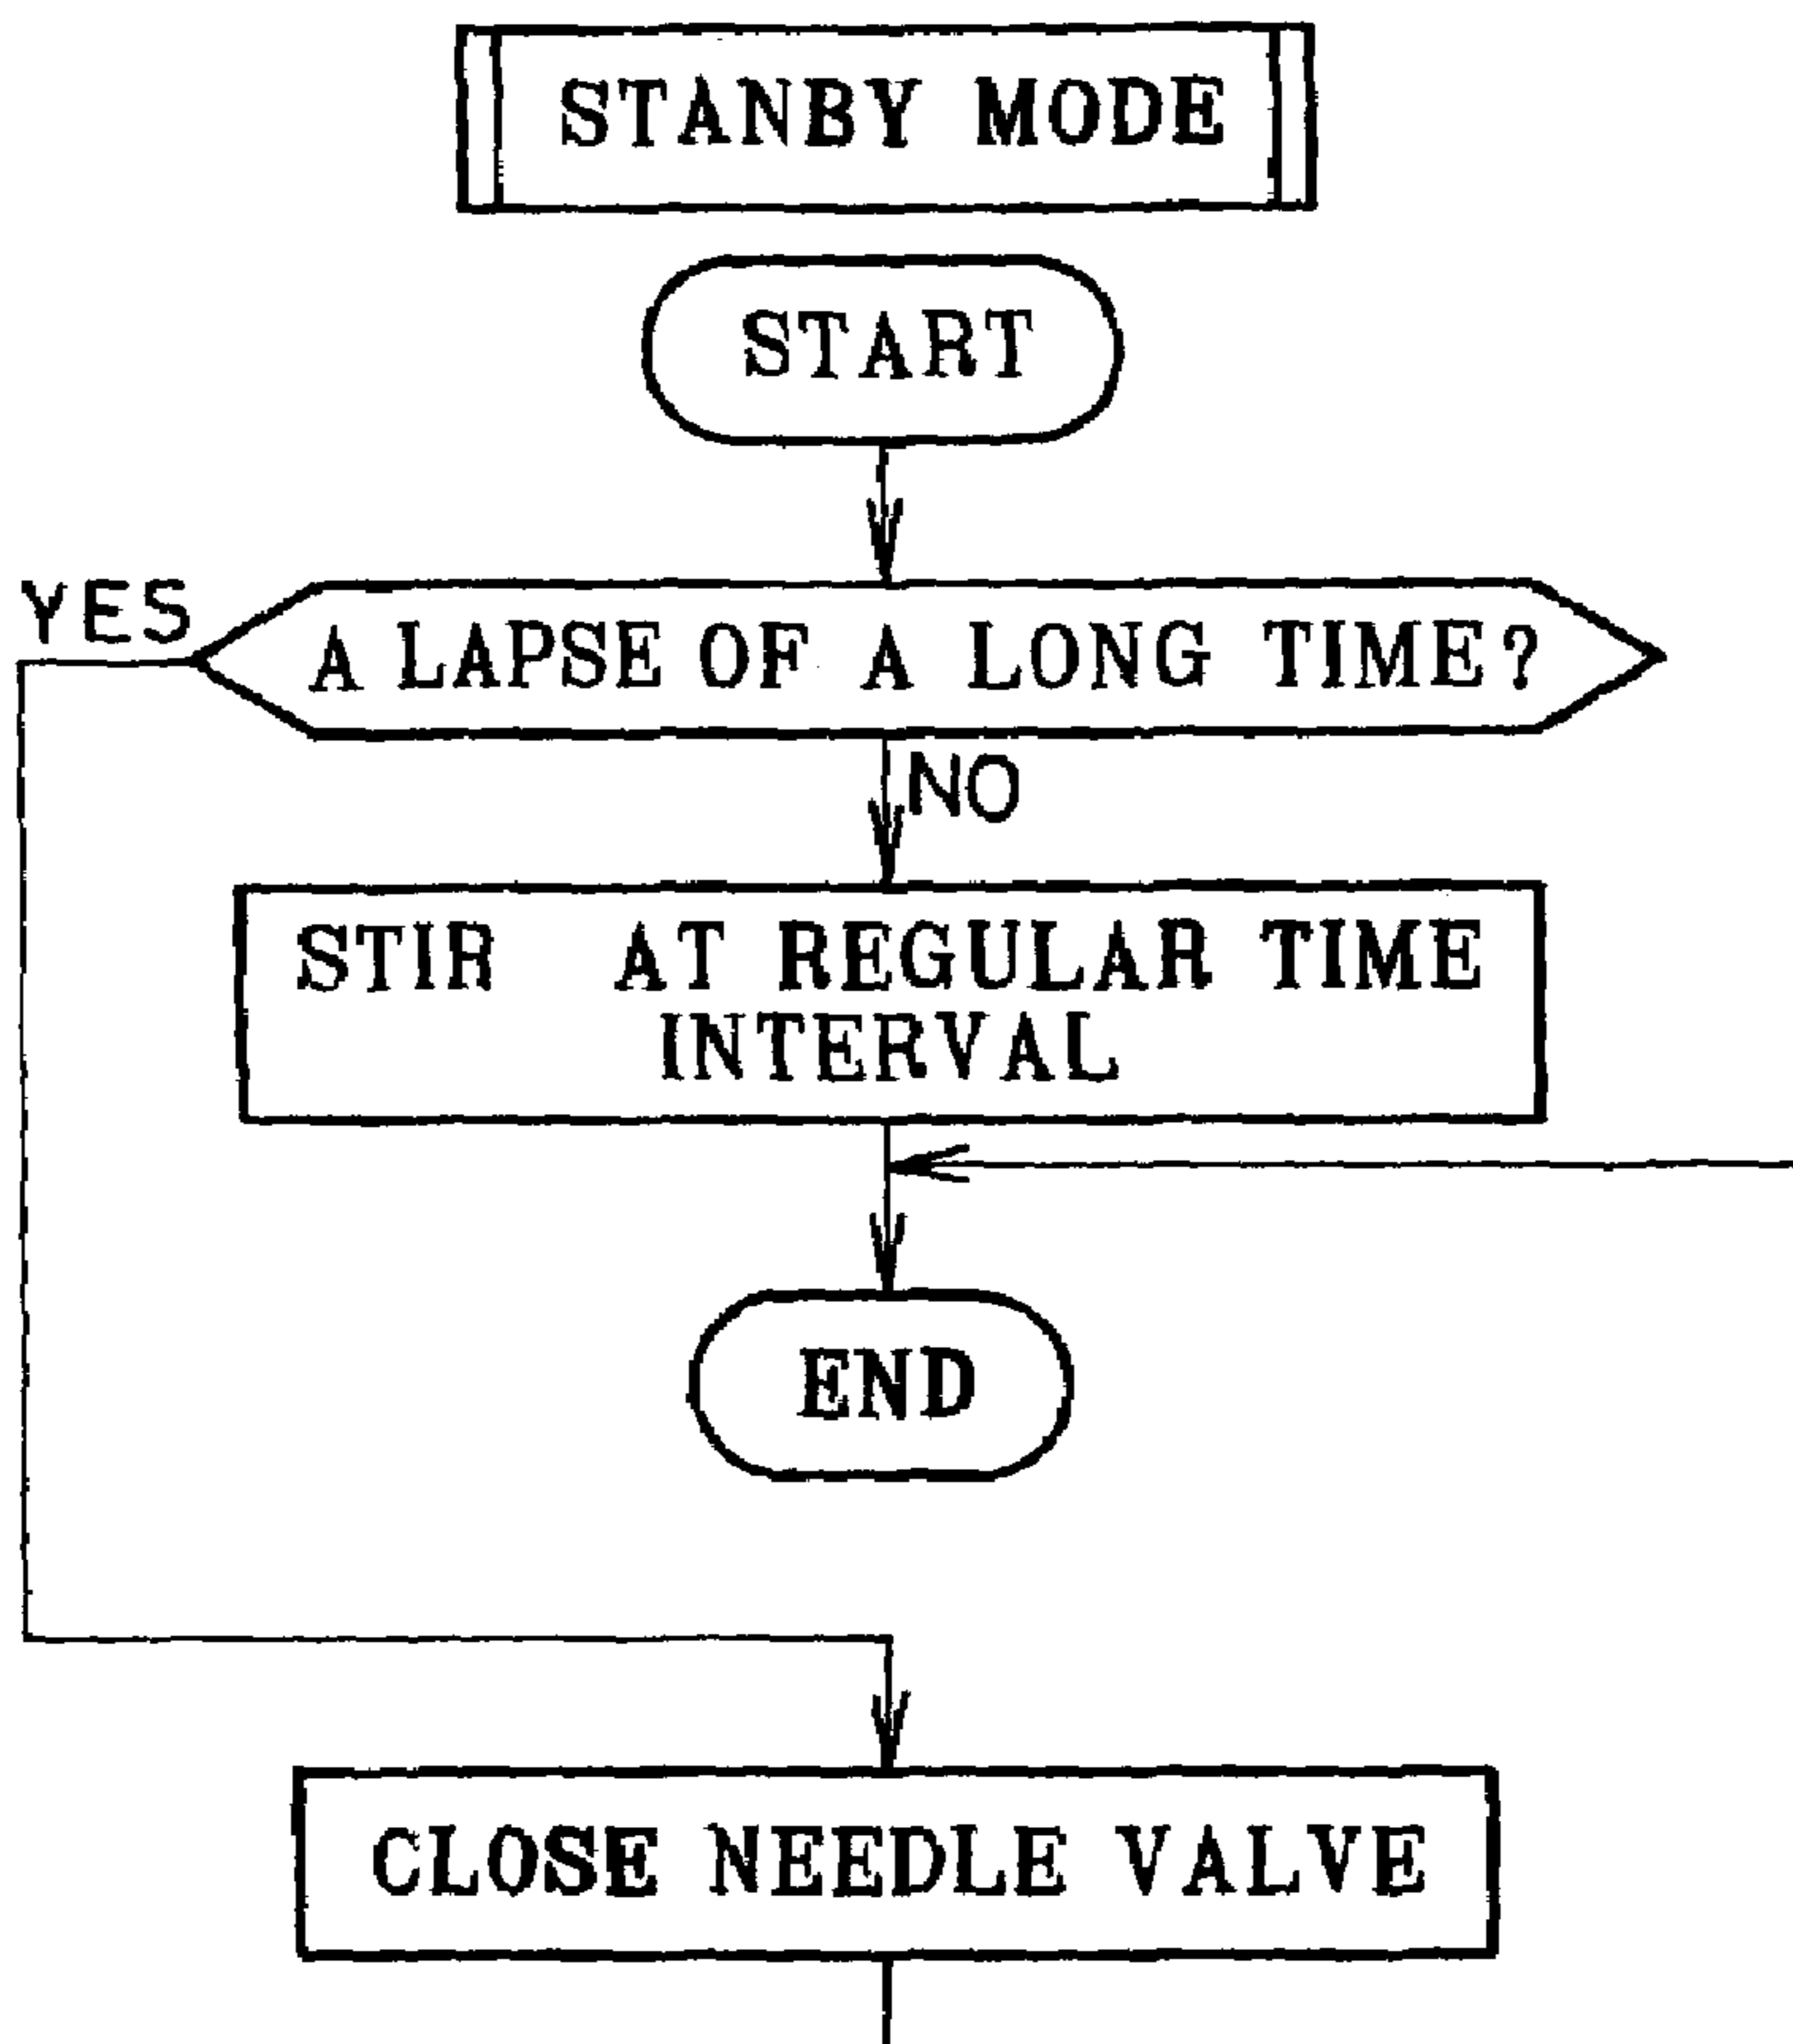 STANBY MODE
START
YES
A LAPSE OF A LONG TIME?
NO
STIR AT REGULAR TIME
INTERVAL
END
CLOSE NEEDLE VALVE